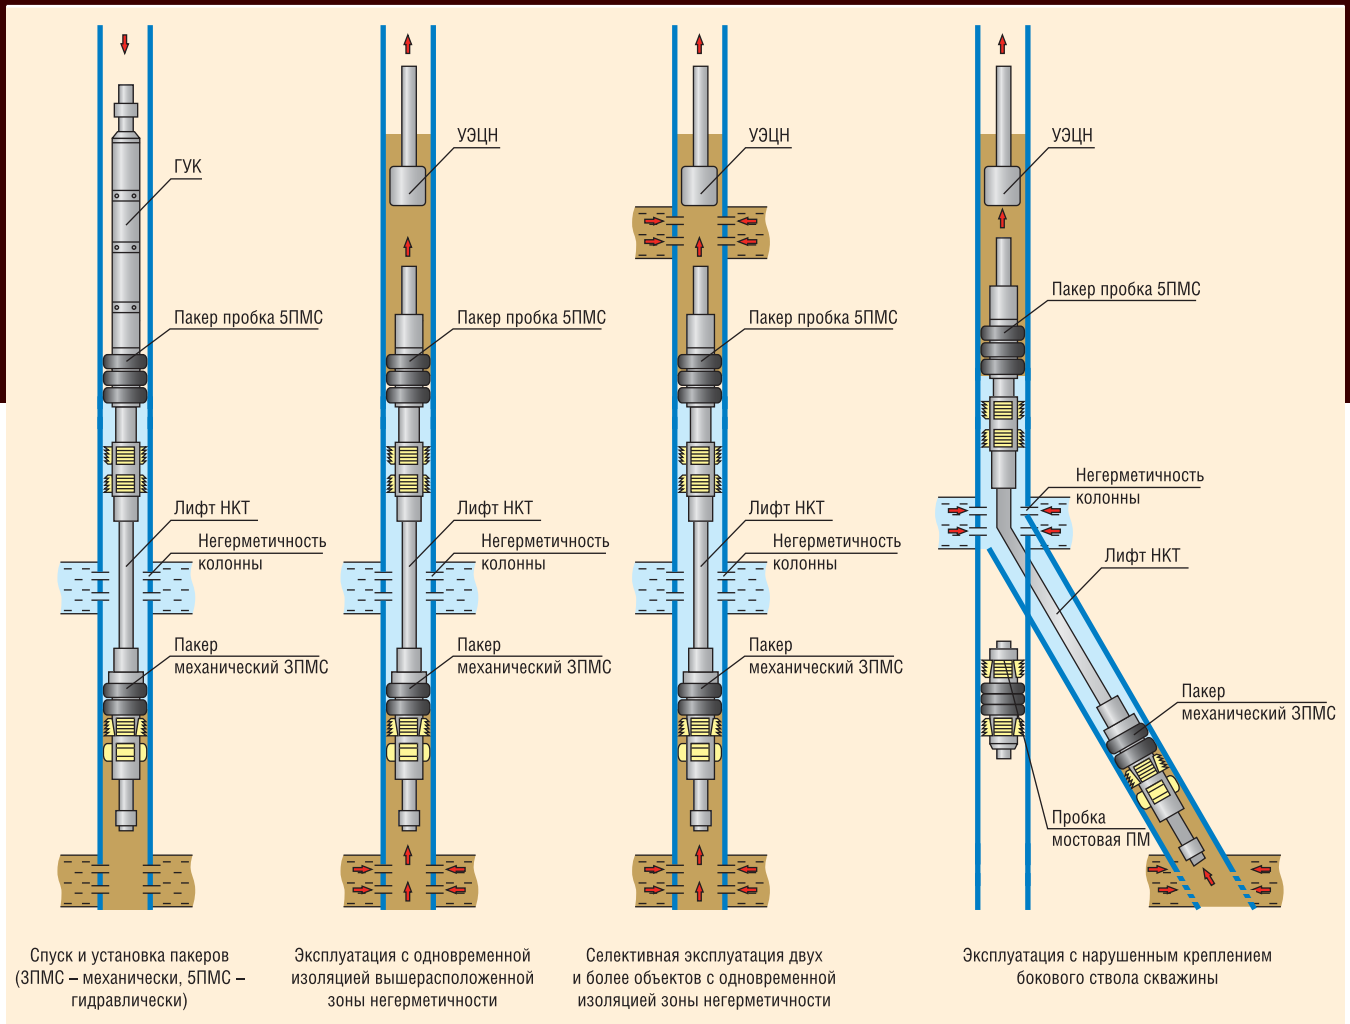 ГУК
Пакер пробка 5ПМС
Лифт НКТ
Негерметичность
колонны
Пакер
механический 3ПМС
Спуск и установка пакеров
(3ПМС – механически, 5ПМС –
гидравлически)
УЭЦН
Пакер пробка 5ПМС
Лифт НКТ
Негерметичность
колонны
Пакер
механический 3ПМС
Эксплуатация с одновременной
изоляцией вышерасположенной
зоны негерметичности
УЭЦН
Пакер пробка 5ПМС
Лифт НКТ
Негерметичность
колонны
Пакер
механический 3ПМС
Селективная эксплуатация двух
и более объектов с одновременной
изоляцией зоны негерметичности
УЭЦН
Пакер пробка 5ПМС
Негерметичность
колонны
Лифт НКТ
Пакер
механический 3ПМС
Пробка
мостовая ПМ
Эксплуатация с нарушенным креплением
бокового ствола скважины